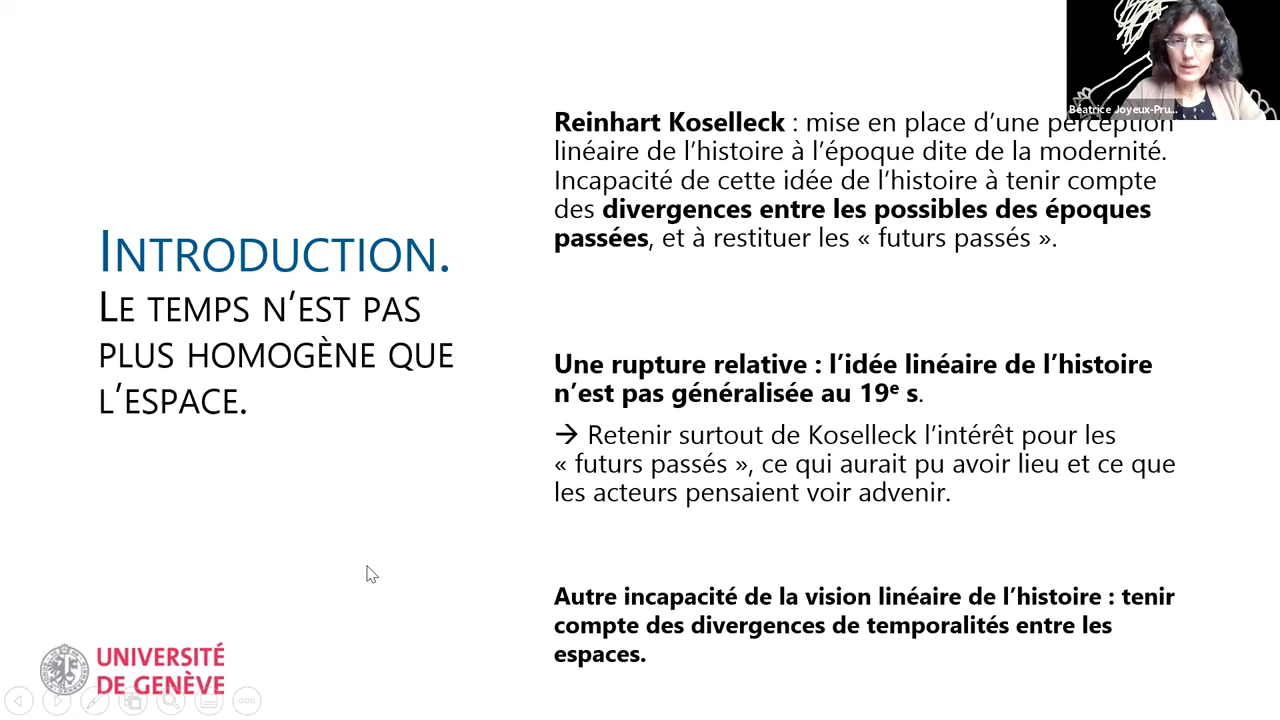 INTRODUCTION.
LE TEMPS N’EST PAS
PLUS HOMOGÈNE QUE
L’ESPACE.
Reinhart Koselleck : mise en place d’une perception
linéaire de l’histoire à l’époque dite de la modernité.
Incapacité de cette idée de l’histoire à tenir compte
des divergences entre les possibles des époques
passées, et à restituer les « futurs passés ».
Une rupture relative : l’idée linéaire de l’histoire
n’est pas généralisée au 19e s.
→ Retenir surtout de Koselleck l’intérêt pour les
« futurs passés », ce qui aurait pu avoir lieu et ce que
les acteurs pensaient voir advenir.
Autre incapacité de la vision linéaire de l’histoire : tenir
compte des divergences de temporalités entre les
espaces.
Béatrice Joyeux-Pru...
UNIVERSITÉ
DE GENÈVE